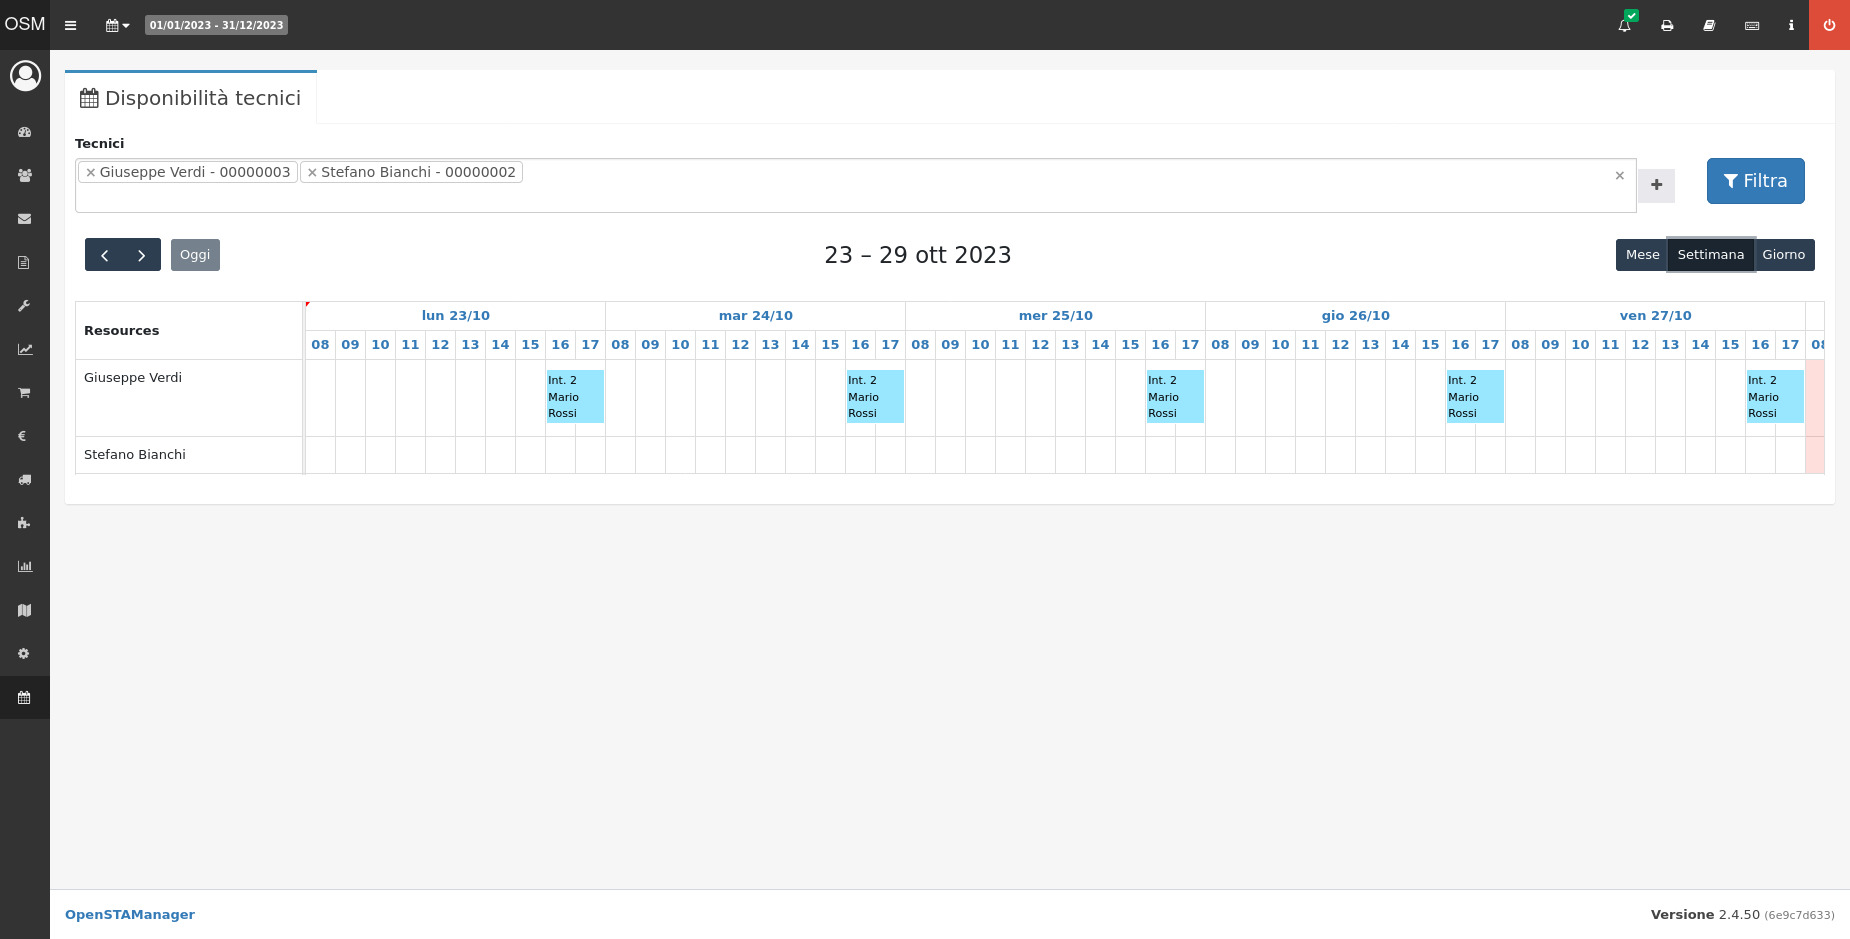 OSM 01/01/2023 - 31/12/2023
Disponibilità tecnici
Tecnici
× Giuseppe Verdi - 00000003 × Stefano Bianchi - 00000002 ×
+ Filtra
Oggi 23 – 29 ott 2023 Mese Settimana Giorno
Resources lun 23/10 mar 24/10 mer 25/10 gio 26/10 ven 27/10
08 09 10 11 12 13 14 15 16 17 08 09 10 11 12 13 14 15 16 17 08 09 10 11 12 13 14 15 16 17 08 09 10 11 12 13 14 15 16 17 08 09 10 11 12 13 14 15 16 17 08
Giuseppe Verdi
Int. 2 Int. 2 Int. 2 Int. 2 Int. 2
Mario Mario Mario Mario Mario
Rossi Rossi Rossi Rossi Rossi
Stefano Bianchi
OpenSTAManager Versione 2.4.50 (6e9c7d633)